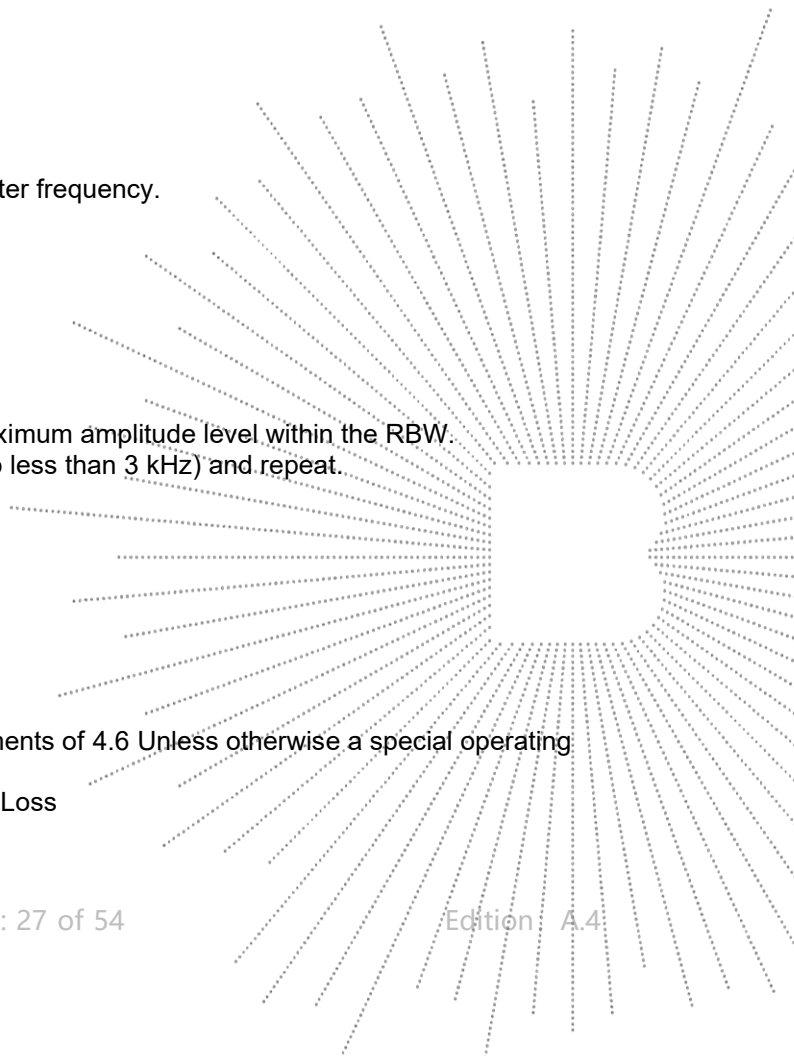 ter frequency.
ximum amplitude level within the RBW.
o less than 3 kHz) and repeat.
nents of 4.6 Unless otherwise a special operating
Loss
: 27 of 54 Edition : A.4